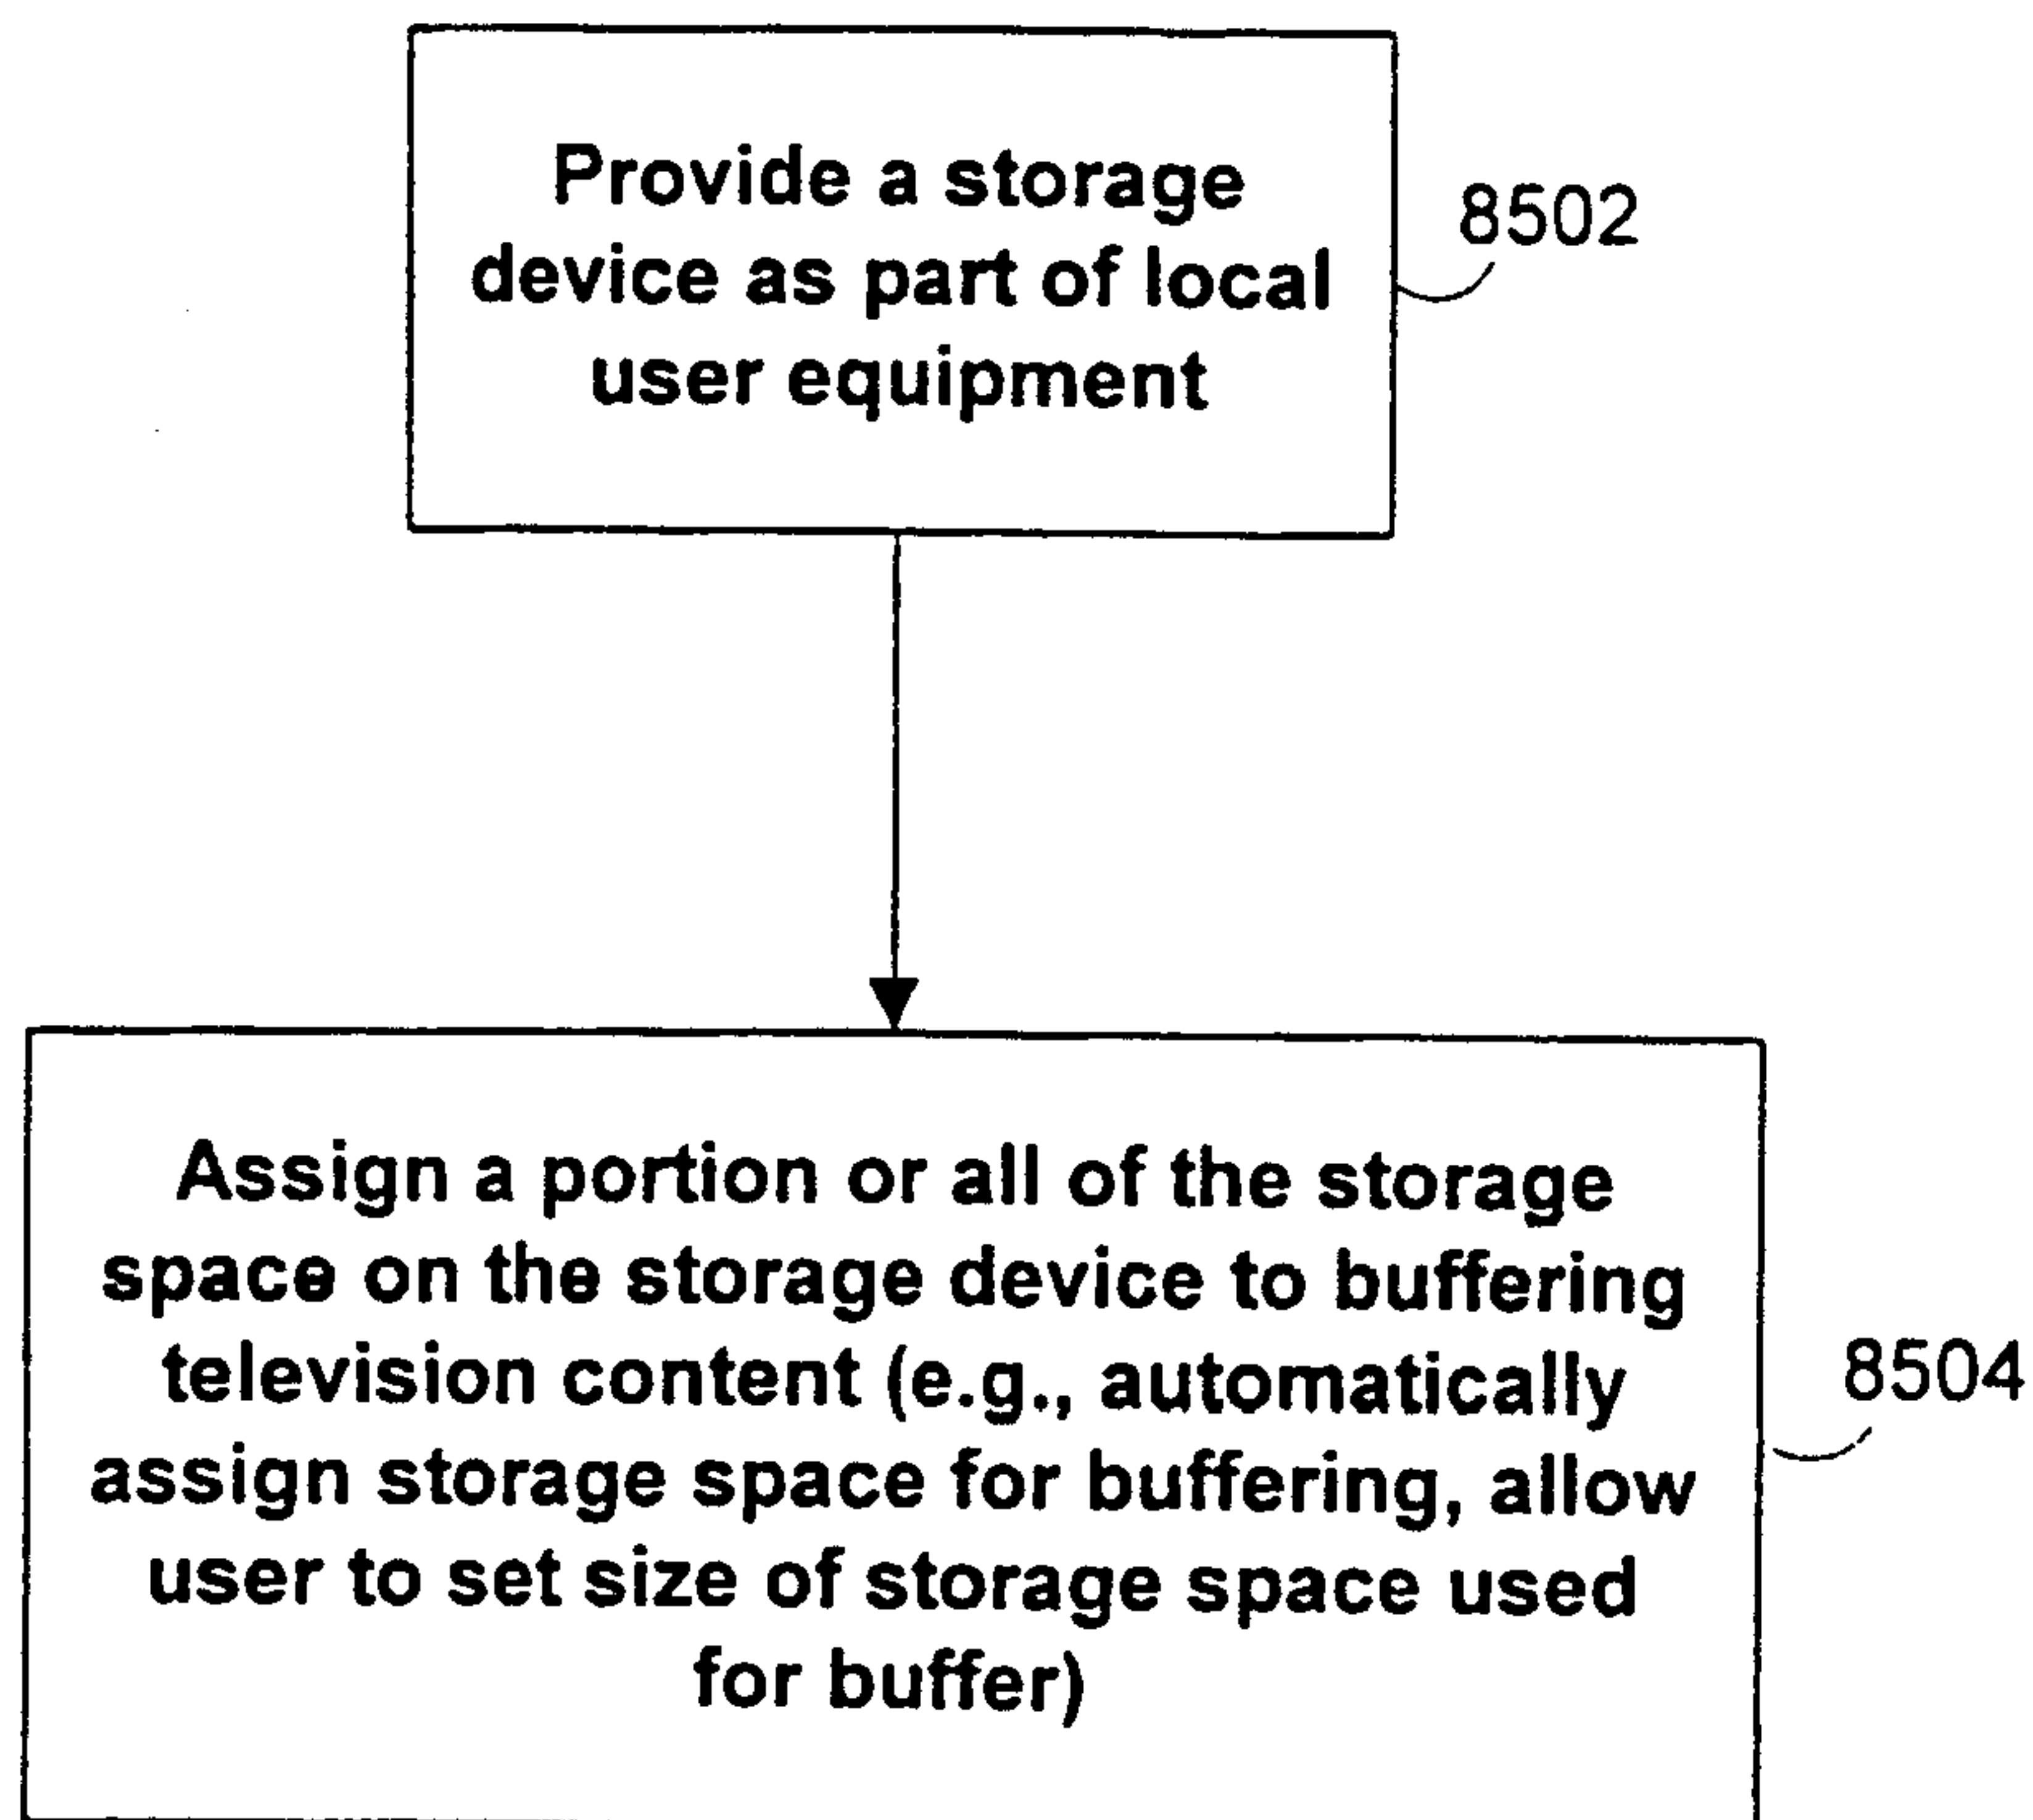 Provide a storage
device as part of local
user equipment
8502
Assign a portion or all of the storage
space on the storage device to buffering
television content (e.g., automatically
assign storage space for buffering, allow
user to set size of storage space used
for buffer)
8504